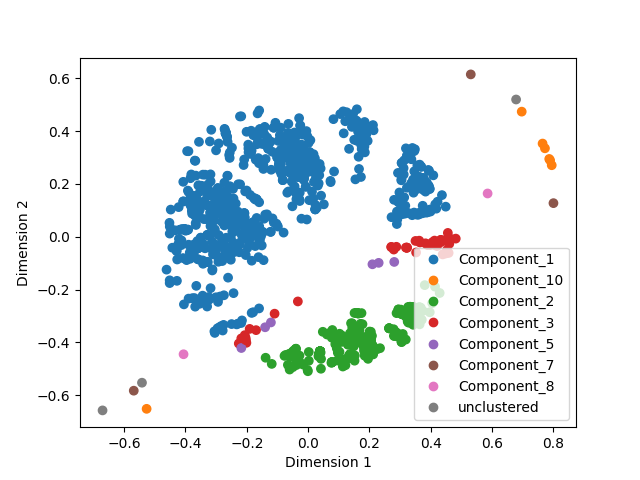 0.6
0.4
0.2
0.0
−0.2
−0.4
−0.6
Dimension 2
−0.6
−0.4
−0.2
0.0
0.2
0.4
0.6
0.8
Dimension 1
Component_1
Component_10
Component_2
Component_3
Component_5
Component_7
Component_8
unclustered